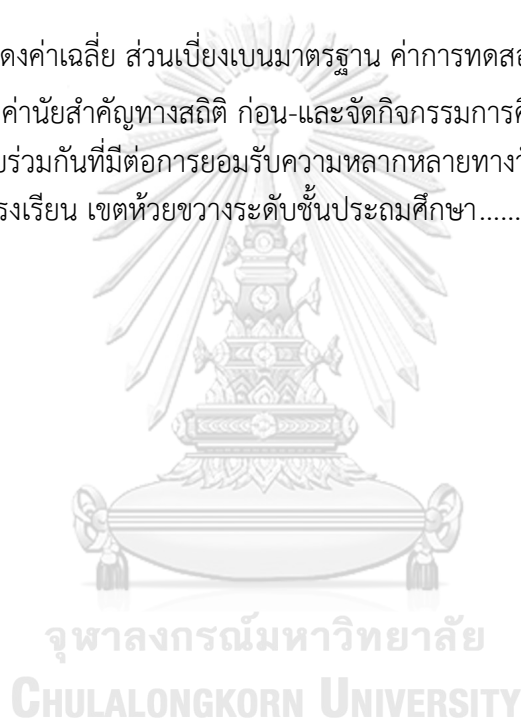 ดงค่าเฉลี่ย ส่วนเบี่ยงเบนมาตรฐาน ค่าการทดส
ค่านัยสำคัญทางสถิติ ก่อน-และจัดกิจกรรมการศึ
ร่วมกันที่มีต่อการยอมรับความหลากหลายทางวั
รงเรียน เขตห้วยขวางระดับชั้นประถมศึกษา......
จุฬาลงกรณ์มหาวิทยาลัย
CHULALONGKORN UNIVERSITY